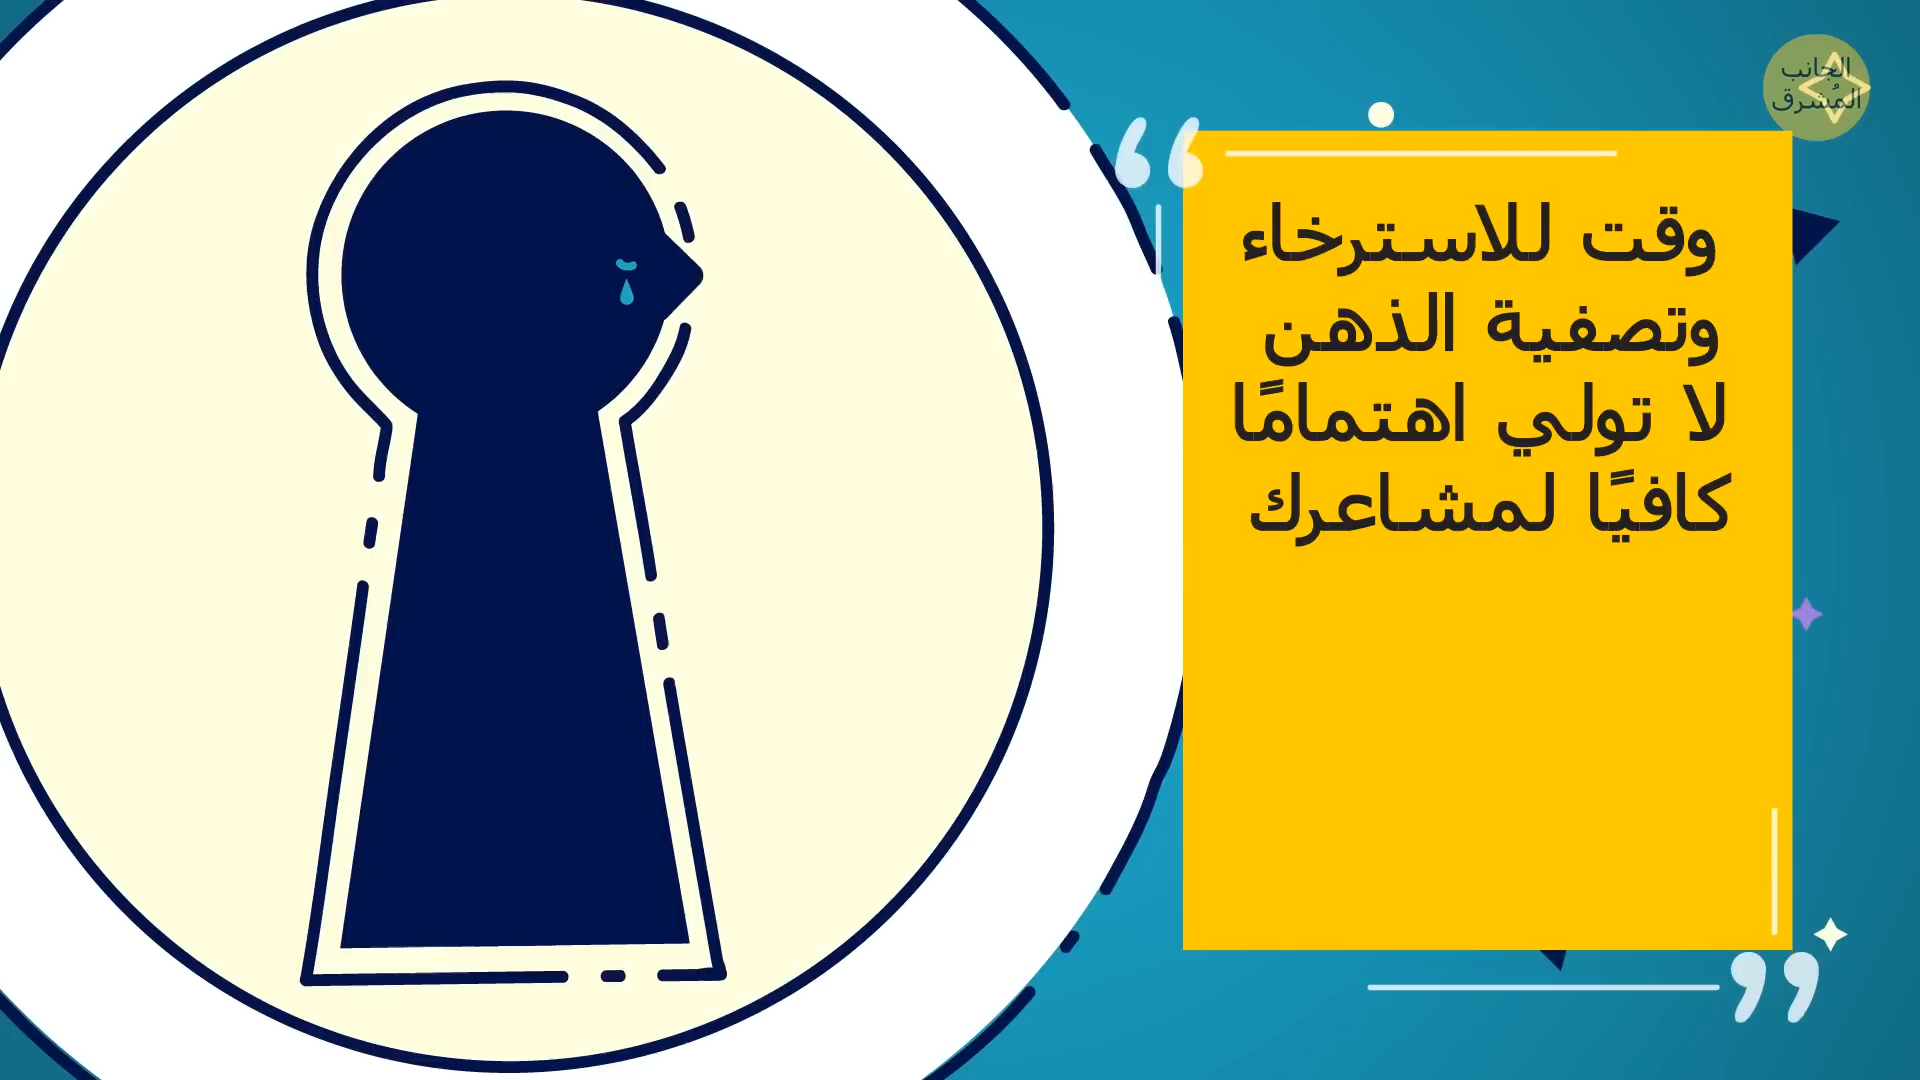 الجانب
المُشرق
وقت للاسترخاء
وتصفية الذهن
لا تولي اهتمامًا
كافيًا لمشاعرك